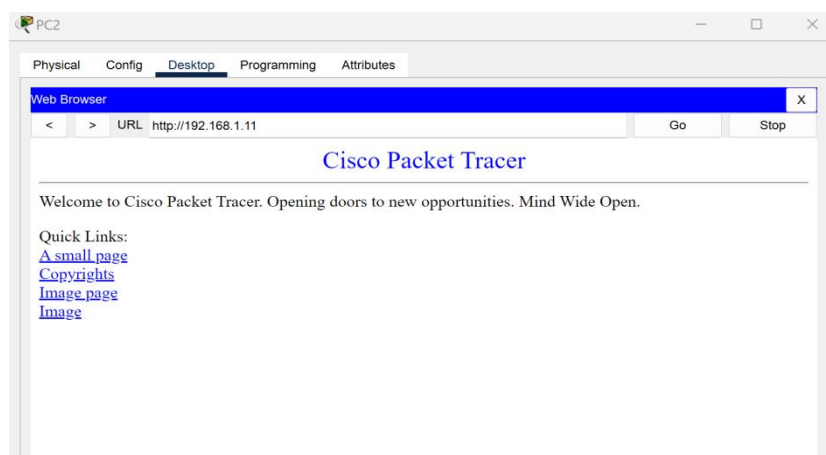 PC2
Physical Config Desktop Programming Attributes
Web Browser X
< > URL http://192.168.1.11 Go Stop
Cisco Packet Tracer
Welcome to Cisco Packet Tracer. Opening doors to new opportunities. Mind Wide Open.
Quick Links:
A small page
Copyrights
Image page
Image